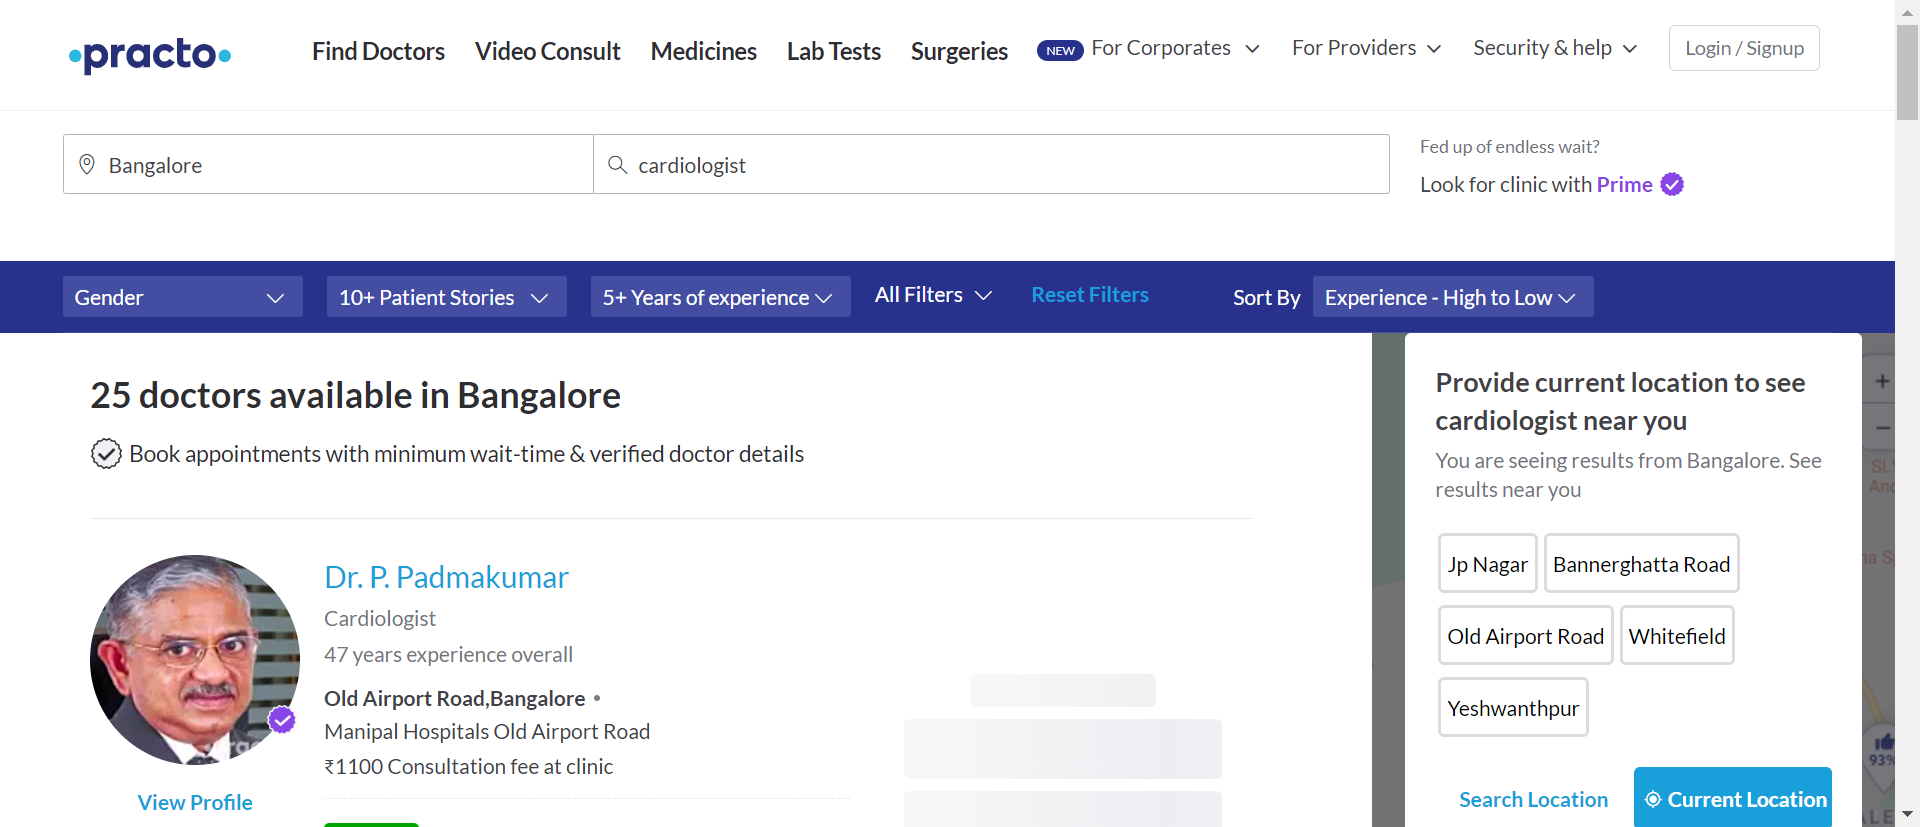 practo
Find Doctors
Video Consult
Medicines
Lab Tests
Surgeries
NEW For Corporates
For Providers
Security & help
Login / Signup
Bangalore
cardiologist
Fed up of endless wait?
Look for clinic with Prime
Gender
10+ Patient Stories
5+ Years of experience
All Filters
Reset Filters
Sort By
Experience - High to Low
25 doctors available in Bangalore
Book appointments with minimum wait-time & verified doctor details
Dr. P. Padmakumar
Cardiologist
47 years experience overall
Old Airport Road,Bangalore •
Manipal Hospitals Old Airport Road
₹1100 Consultation fee at clinic
View Profile
Provide current location to see
cardiologist near you
You are seeing results from Bangalore. See
results near you
Jp Nagar
Bannerghatta Road
Old Airport Road
Whitefield
Yeshwanthpur
Search Location
Current Location
+
−
93%